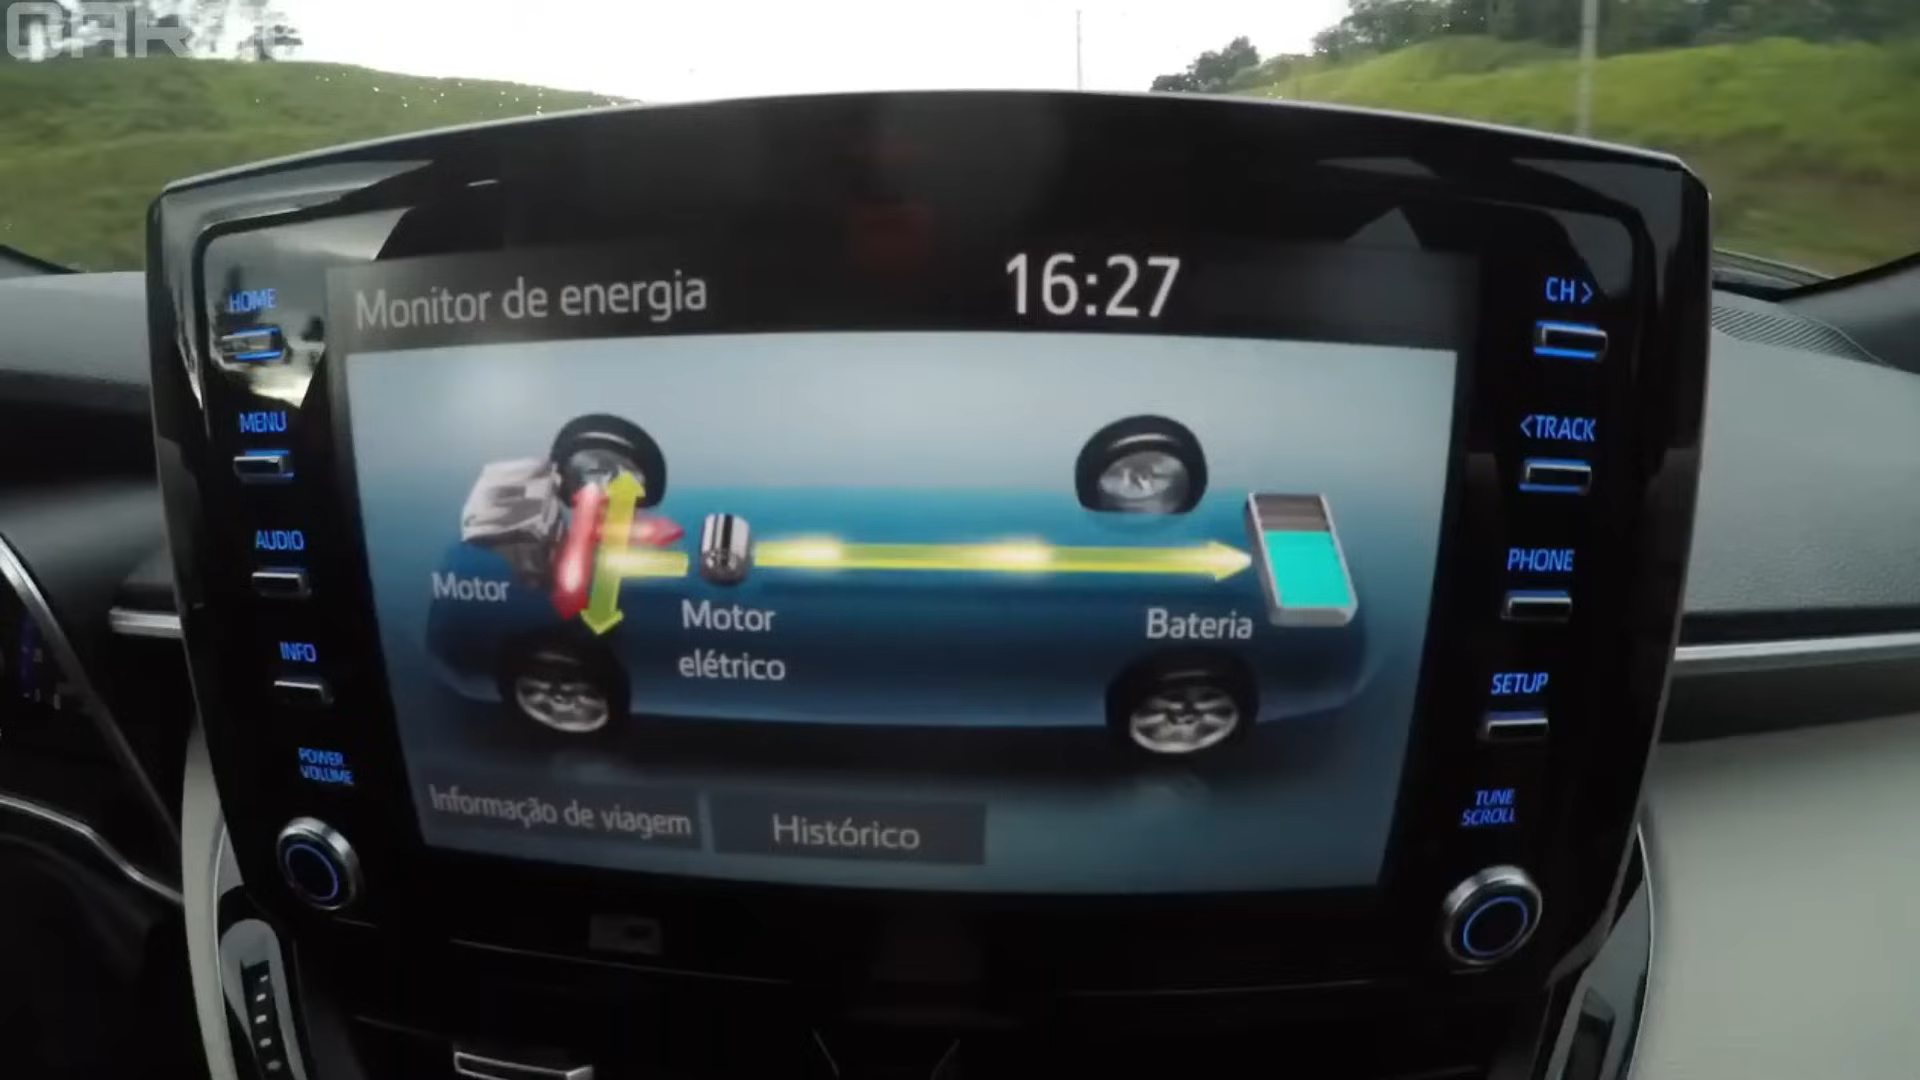 Monitor de energia
16:27
HOME
MENU
AUDIO
INFO
POWER
VOLUME
Motor
Motor
elétrico
Bateria
Informação de viagem
Histórico
CH>
<TRACK
PHONE
SETUP
TUNE
SCROLL